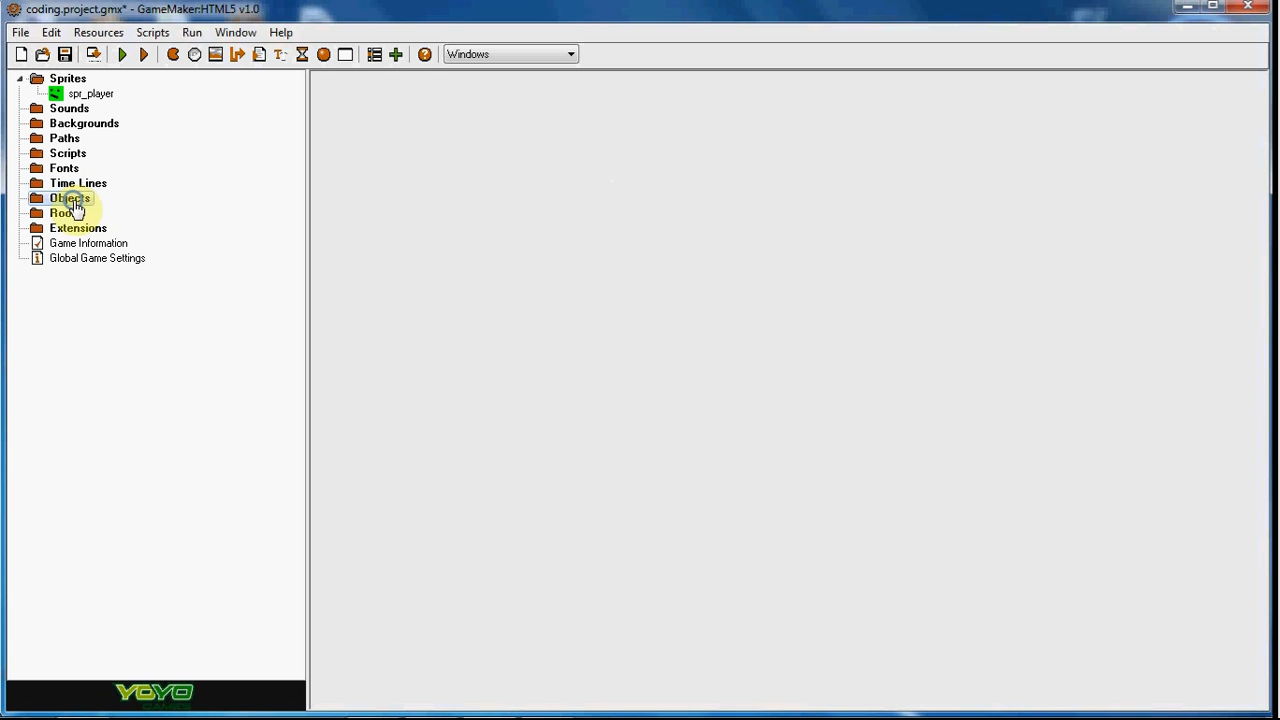 coding.project.gmx* - GameMaker:HTML5 v1.0
File Edit Resources Scripts Run Window Help
Windows
Sprites
spr_player
Sounds
Backgrounds
Paths
Scripts
Fonts
Time Lines
Objects
Extensions
Game Information
Global Game Settings
YOYO
GAMES